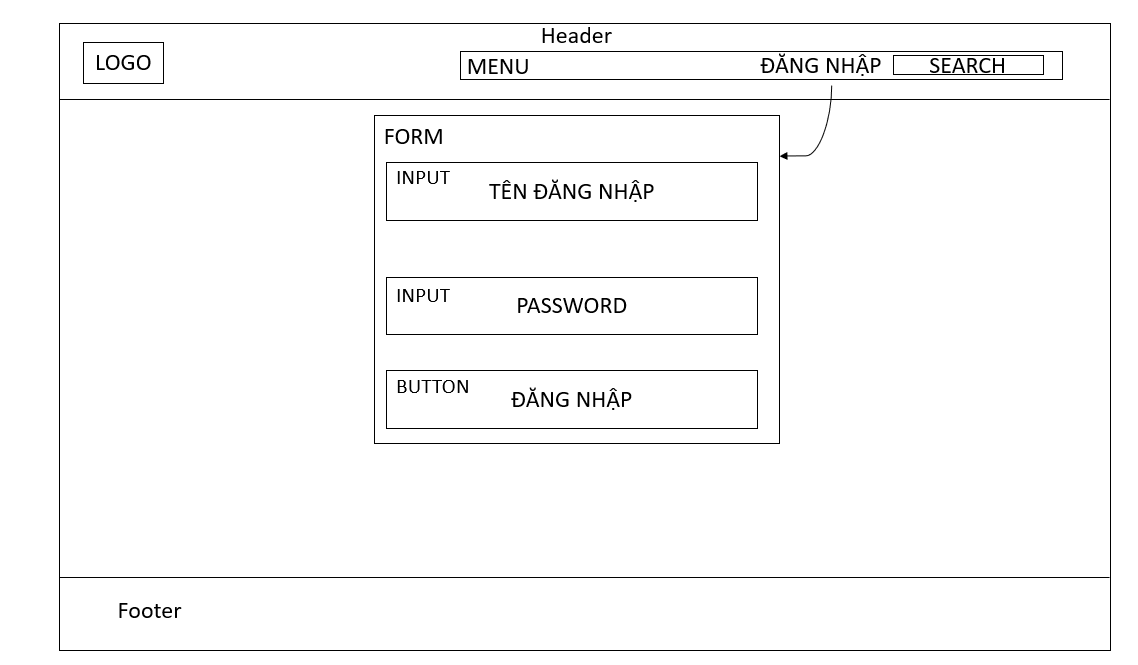 Header
LOGO
MENU ĐĂNG NHẬP SEARCH
FORM
INPUT
TÊN ĐĂNG NHẬP
INPUT
PASSWORD
BUTTON
ĐĂNG NHẬP
Footer